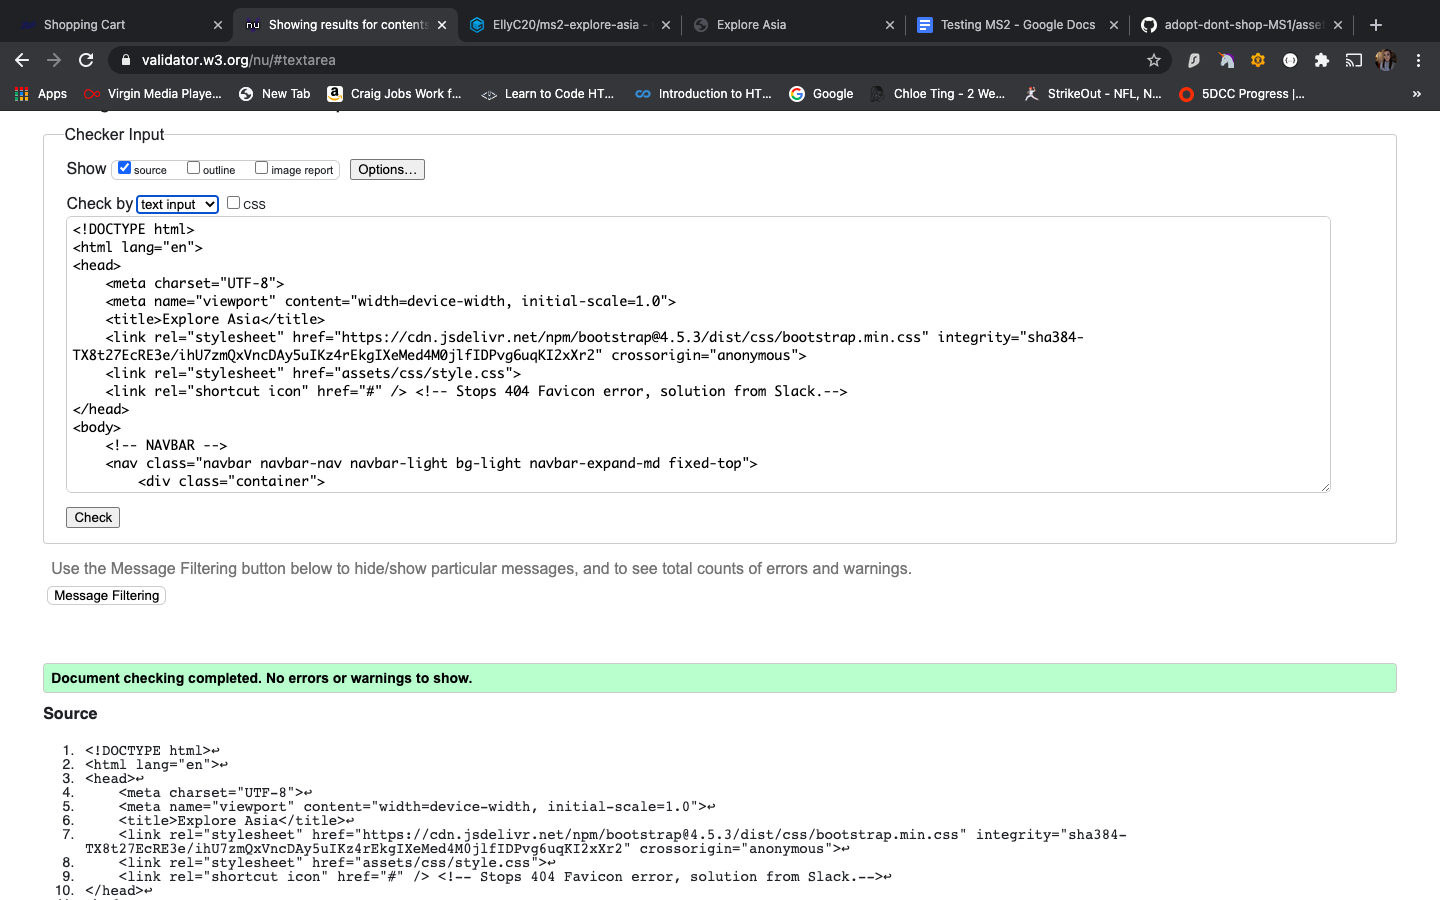 Shopping Cart
Showing results for contents
EllyC20/ms2-explore-asia -
Explore Asia
Testing MS2 - Google Docs
adopt-dont-shop-MS1/asset
validator.w3.org/nu/#textarea
Apps
Virgin Media Playe...
New Tab
Craig Jobs Work f...
Learn to Code HT...
Introduction to HT...
Google
Chloe Ting - 2 We...
StrikeOut - NFL, N...
5DCC Progress |...
»
Checker Input
Show source outline image report Options...
Check by text input CSS
<!DOCTYPE html>
<html lang="en">
<head>
    <meta charset="UTF-8">
    <meta name="viewport" content="width=device-width, initial-scale=1.0">
    <title>Explore Asia</title>
    <link rel="stylesheet" href="https://cdn.jsdelivr.net/npm/bootstrap@4.5.3/dist/css/bootstrap.min.css" integrity="sha384-
TX8t27EcRE3e/ihU7zmQxVncDAy5uIKz4rEkgIXeMed4M0jlfIDPvg6uqKI2xXr2" crossorigin="anonymous">
    <link rel="stylesheet" href="assets/css/style.css">
    <link rel="shortcut icon" href="#" /> <!-- Stops 404 Favicon error, solution from Slack.-->
</head>
<body>
    <!-- NAVBAR -->
    <nav class="navbar navbar-nav navbar-light bg-light navbar-expand-md fixed-top">
        <div class="container">
Check
Use the Message Filtering button below to hide/show particular messages, and to see total counts of errors and warnings.
Message Filtering
Document checking completed. No errors or warnings to show.
Source
1. <!DOCTYPE html>↩
2. <html lang="en">↩
3. <head>↩
4.     <meta charset="UTF-8">↩
5.     <meta name="viewport" content="width=device-width, initial-scale=1.0">↩
6.     <title>Explore Asia</title>↩
7.     <link rel="stylesheet" href="https://cdn.jsdelivr.net/npm/bootstrap@4.5.3/dist/css/bootstrap.min.css" integrity="sha384-
TX8t27EcRE3e/ihU7zmQxVncDAy5uIKz4rEkgIXeMed4M0jlfIDPvg6uqKI2xXr2" crossorigin="anonymous">↩
8.     <link rel="stylesheet" href="assets/css/style.css">↩
9.     <link rel="shortcut icon" href="#" /> <!-- Stops 404 Favicon error, solution from Slack.-->↩
10. </head>↩